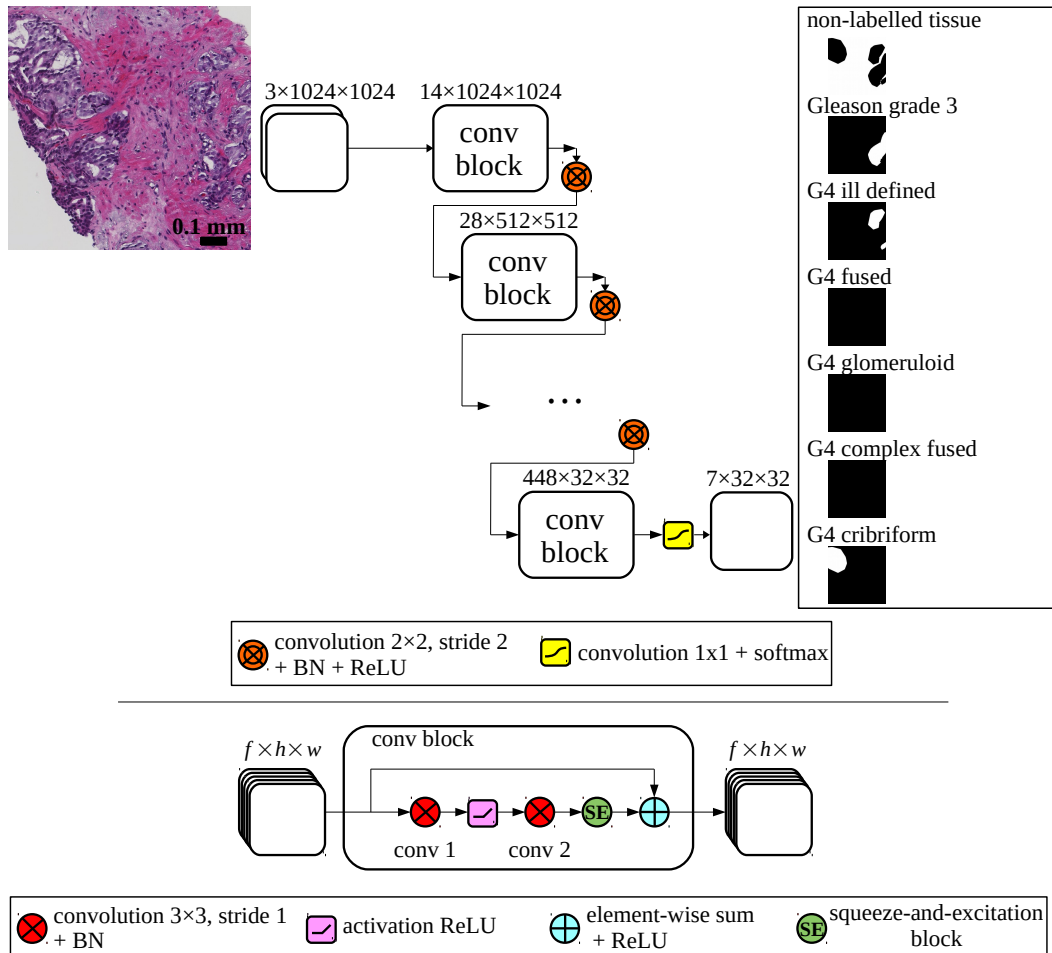 non-labelled tissue
3×1024×1024
14×1024×1024
Gleason grade 3
conv
block
0.1 mm
G4 ill defined
28×512×512
conv
block
G4 fused
G4 glomeruloid
...
G4 complex fused
448×32×32
7×32×32
conv
block
G4 cribriform
convolution 2×2, stride 2
+ BN + ReLU
convolution 1x1 + softmax
f×h×w
conv block
f×h×w
SE
conv 1
conv 2
convolution 3×3, stride 1
+ BN
activation ReLU
element-wise sum
+ ReLU
SE
squeeze-and-excitation
block